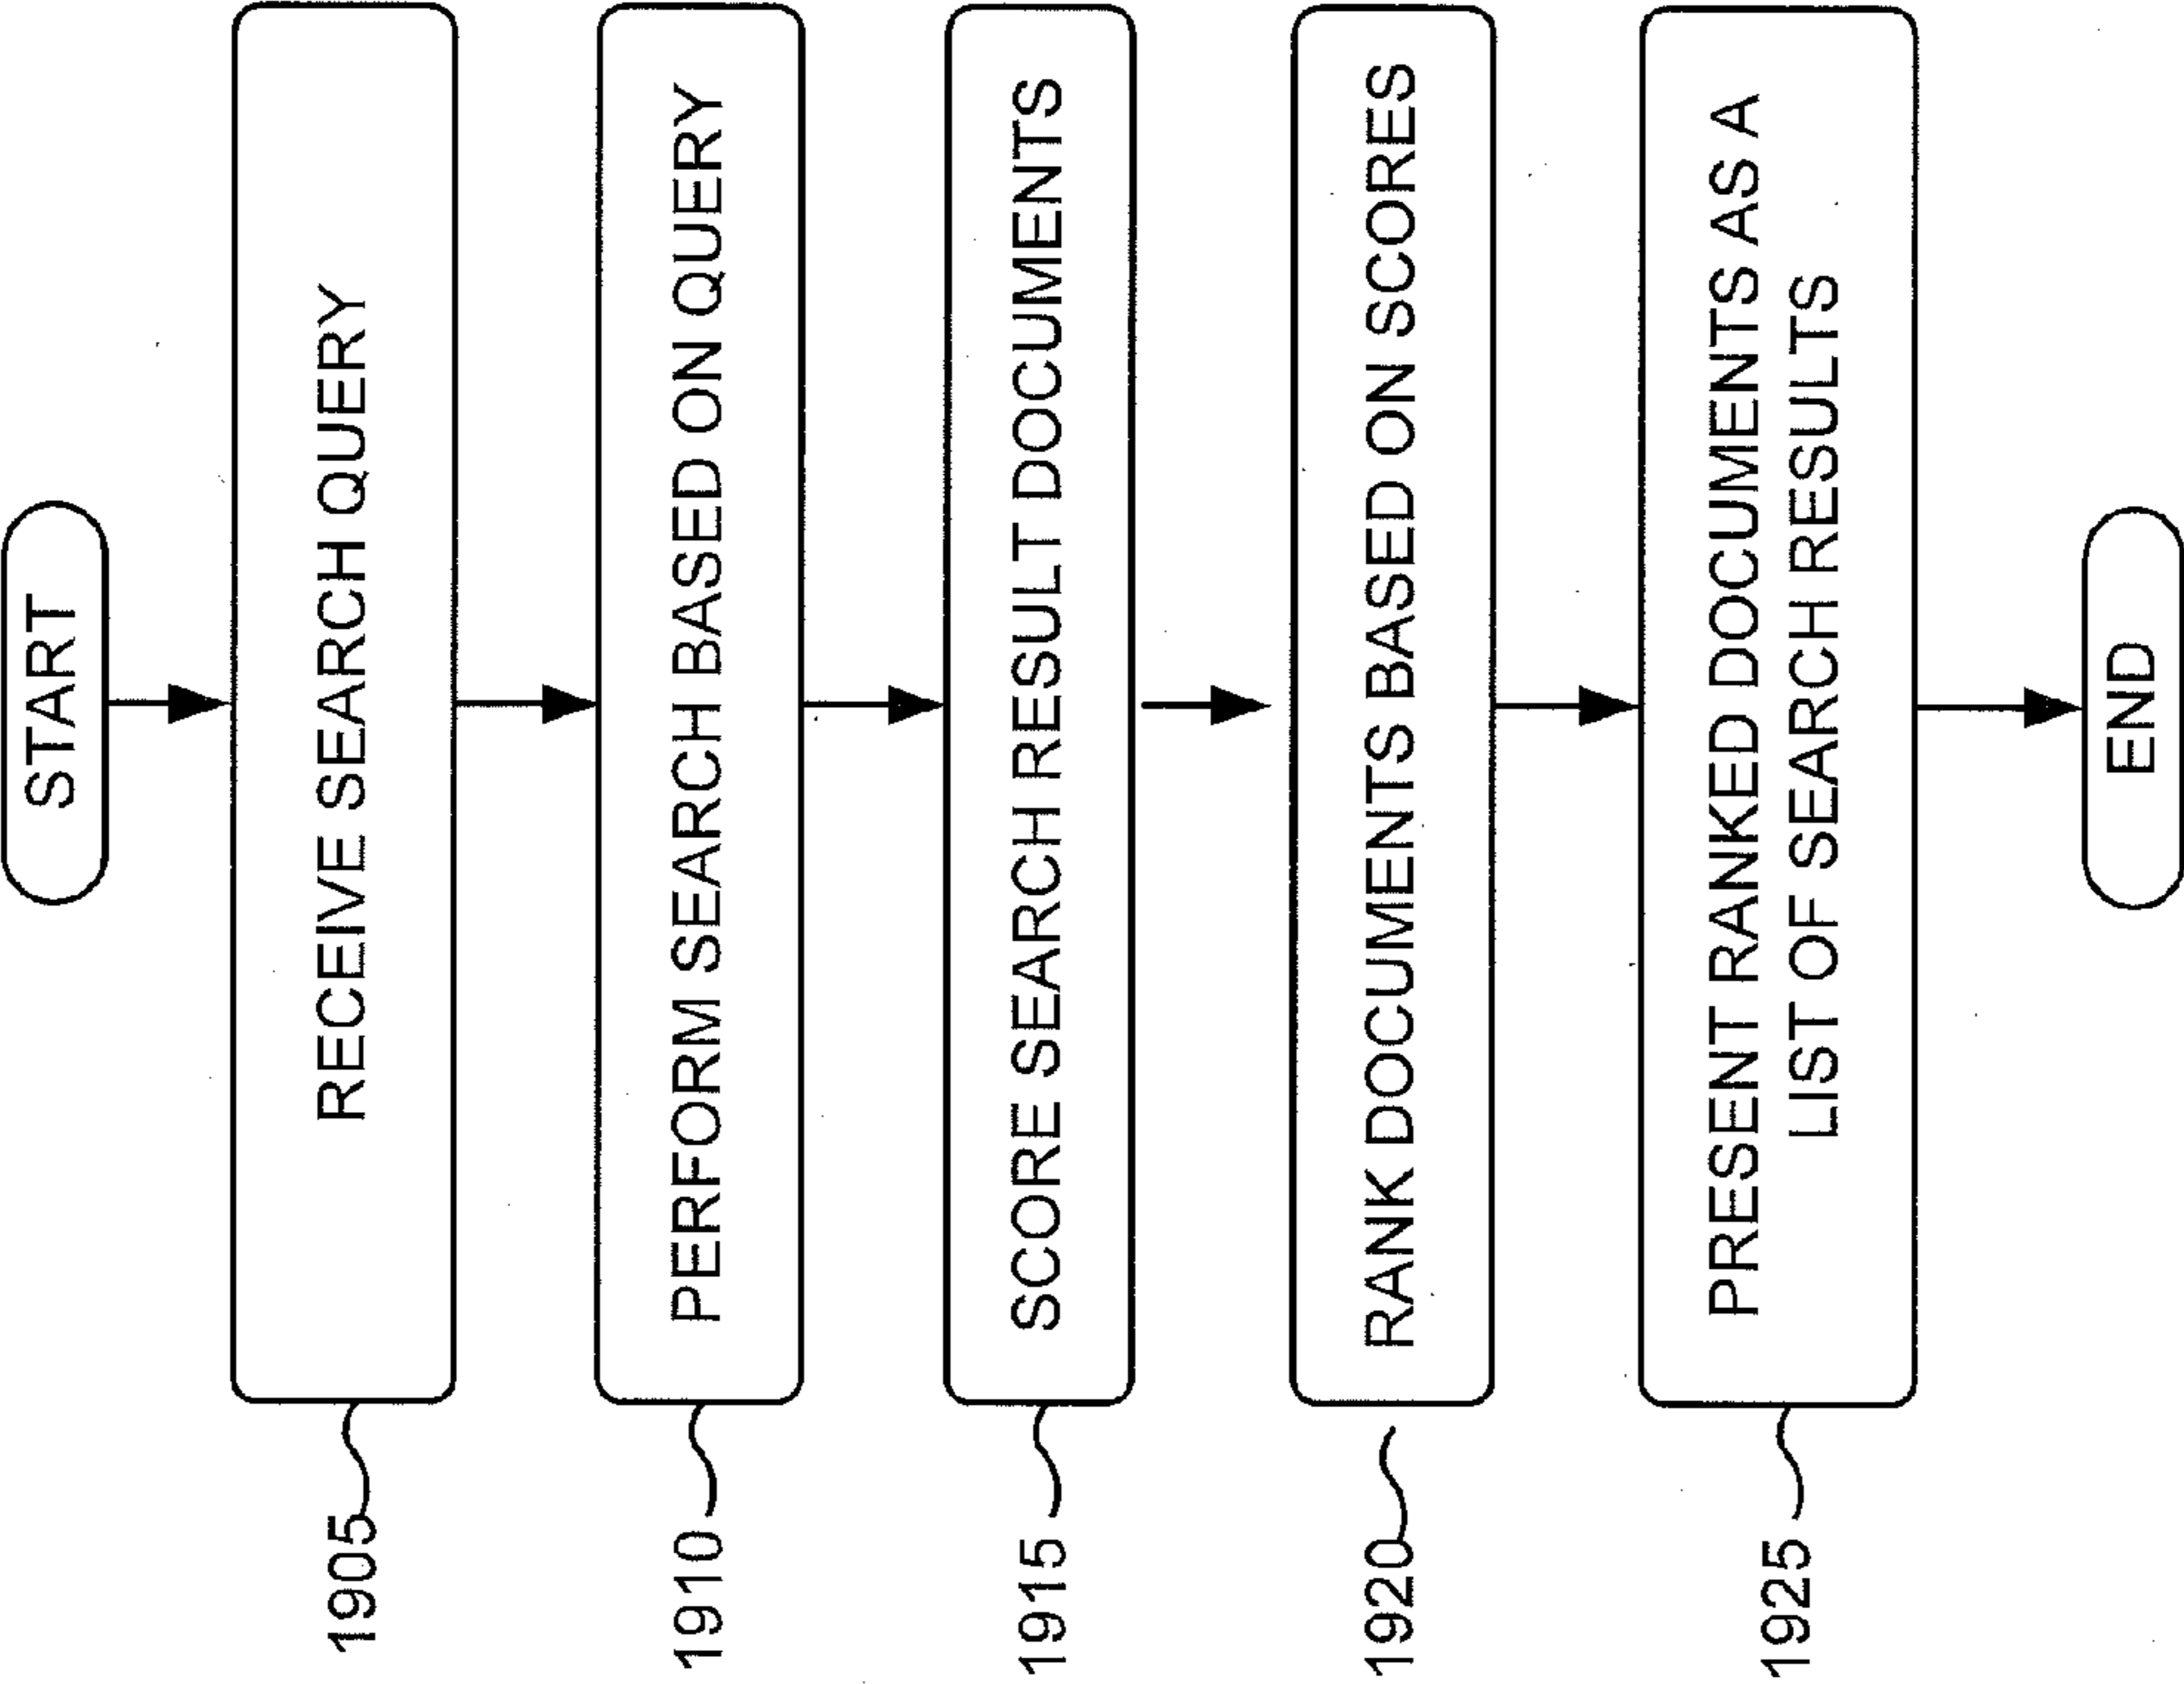 START
RECEIVE SEARCH QUERY
1905
PERFORM SEARCH BASED ON QUERY
1910
SCORE SEARCH RESULT DOCUMENTS
1915
RANK DOCUMENTS BASED ON SCORES
1920
PRESENT RANKED DOCUMENTS AS A
LIST OF SEARCH RESULTS
1925
END